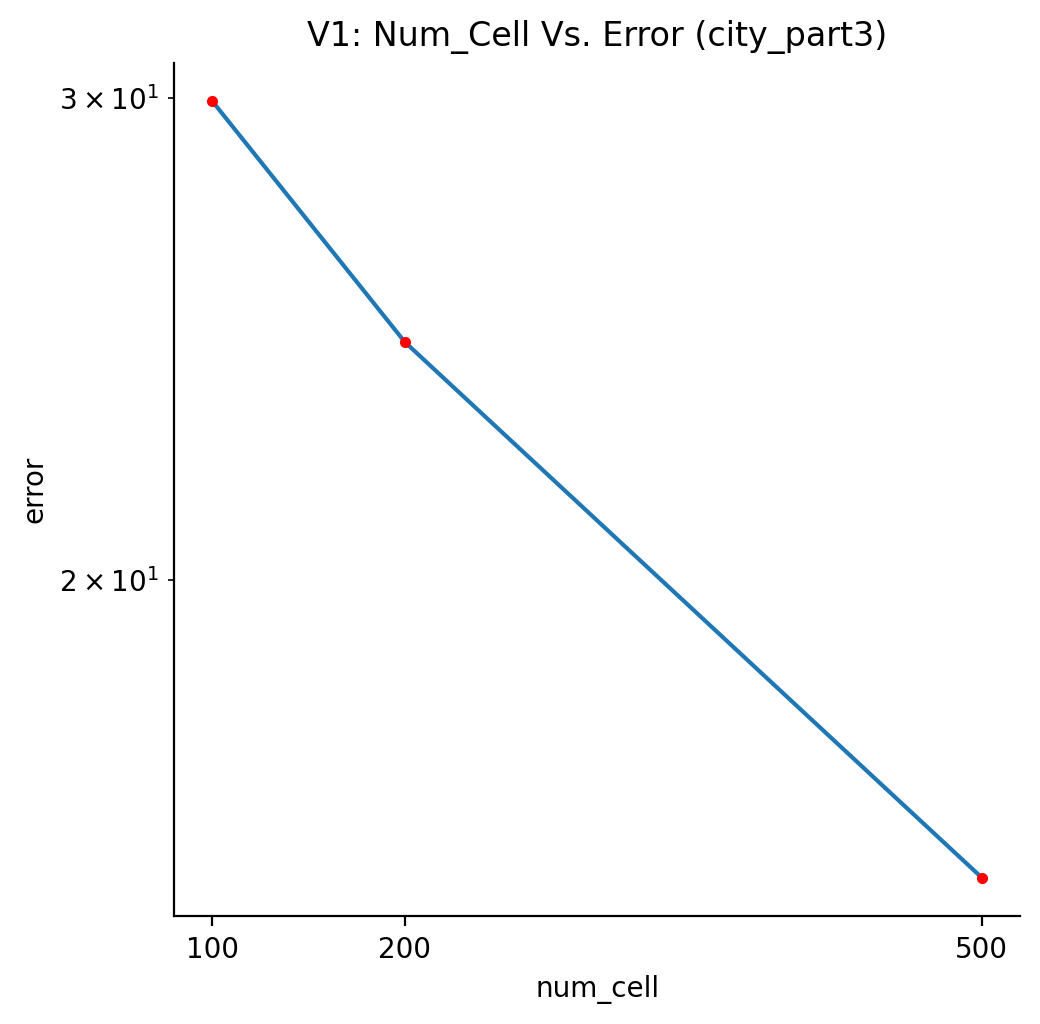 V1: Num_Cell Vs. Error (city_part3)
3 × 10¹
2 × 10¹
error
100 200 500
num_cell